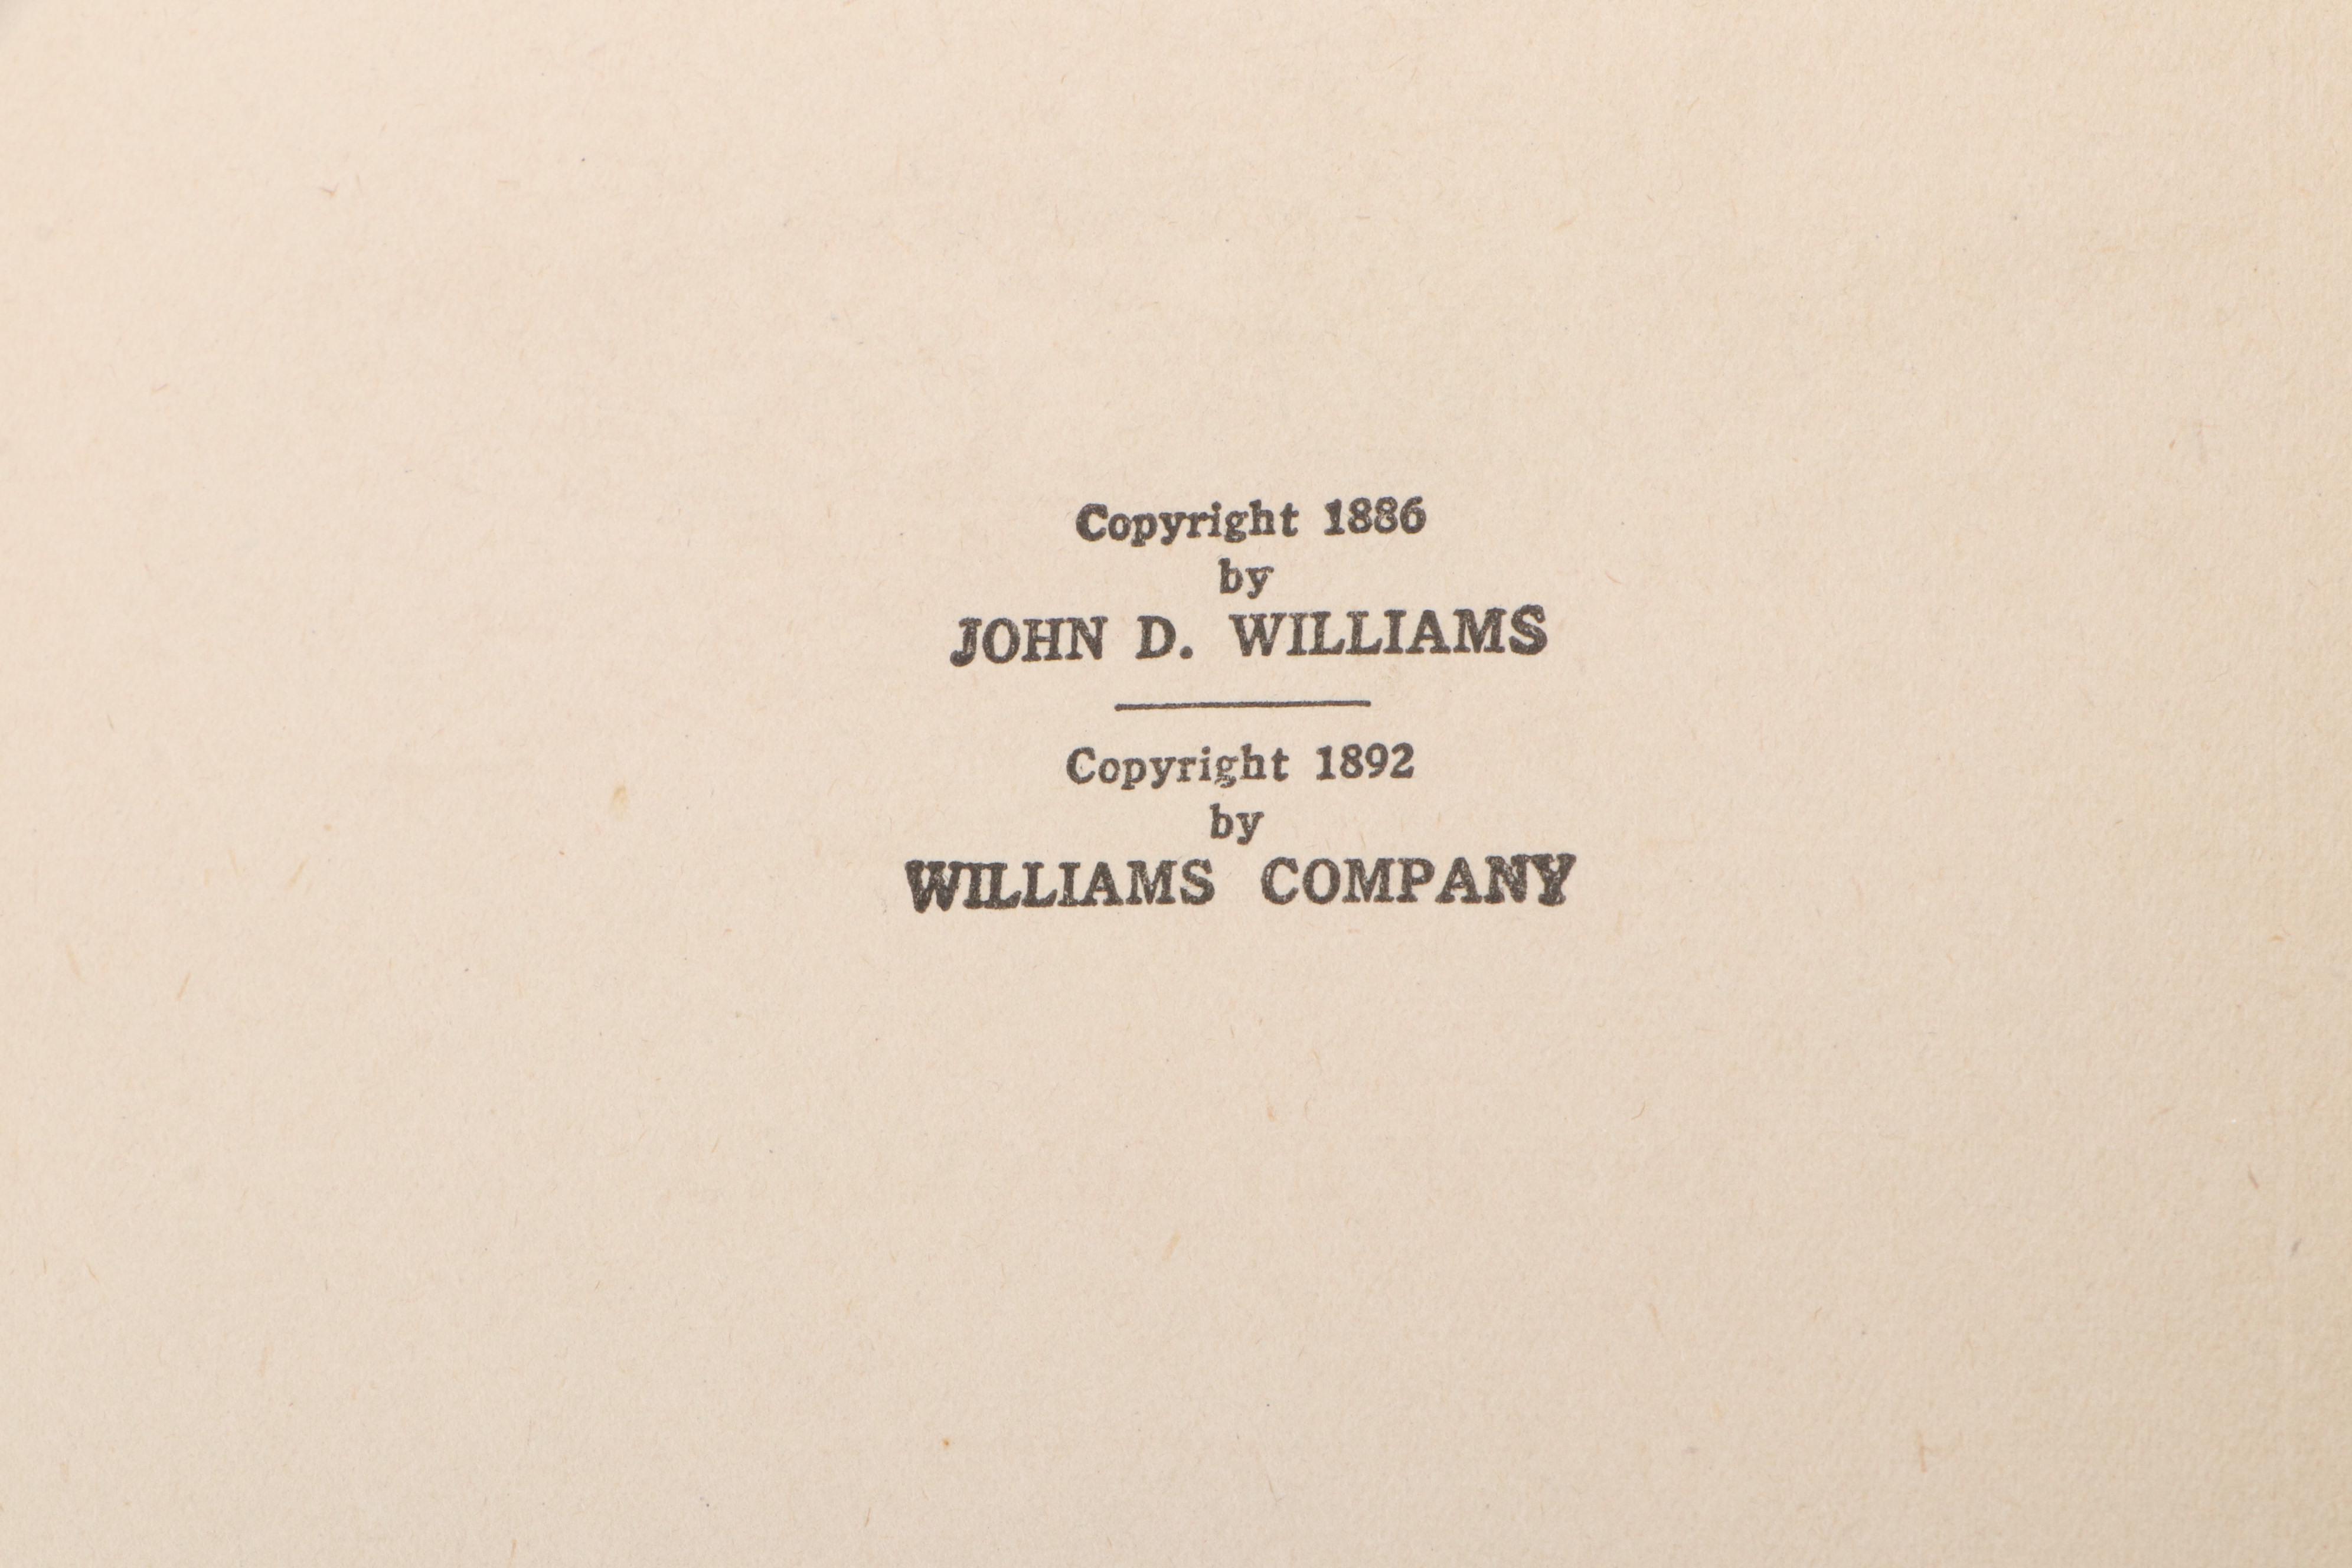 Copyright 1886
by
JOHN D. WILLIAMS
Copyright 1892
by
WILLIAMS COMPANY